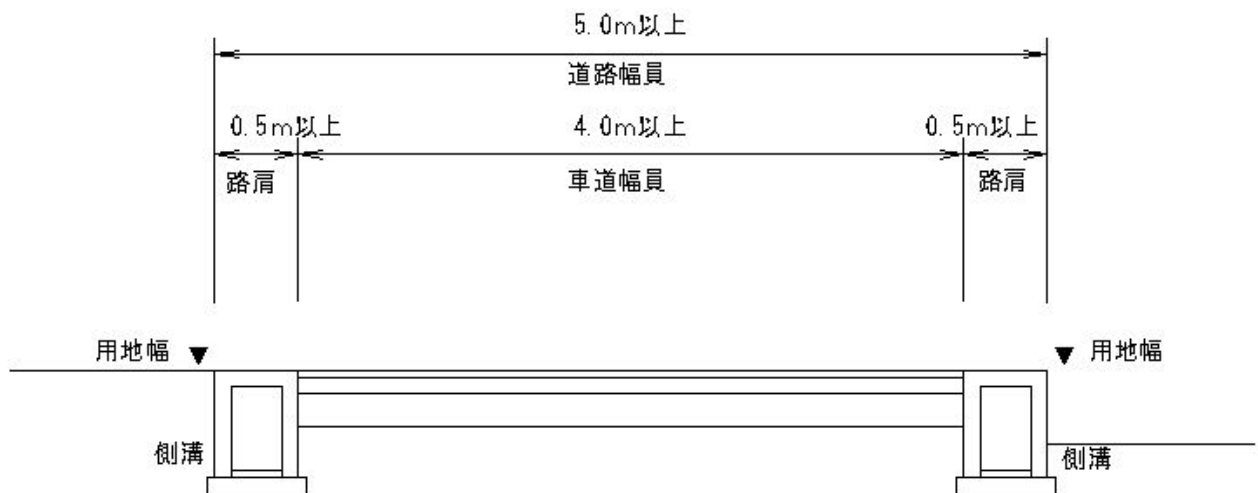 5.0m以上
道路幅員
0.5m以上 4.0m以上 0.5m以上
路肩 車道幅員 路肩
用地幅 ▼ ▼ 用地幅
側溝 側溝